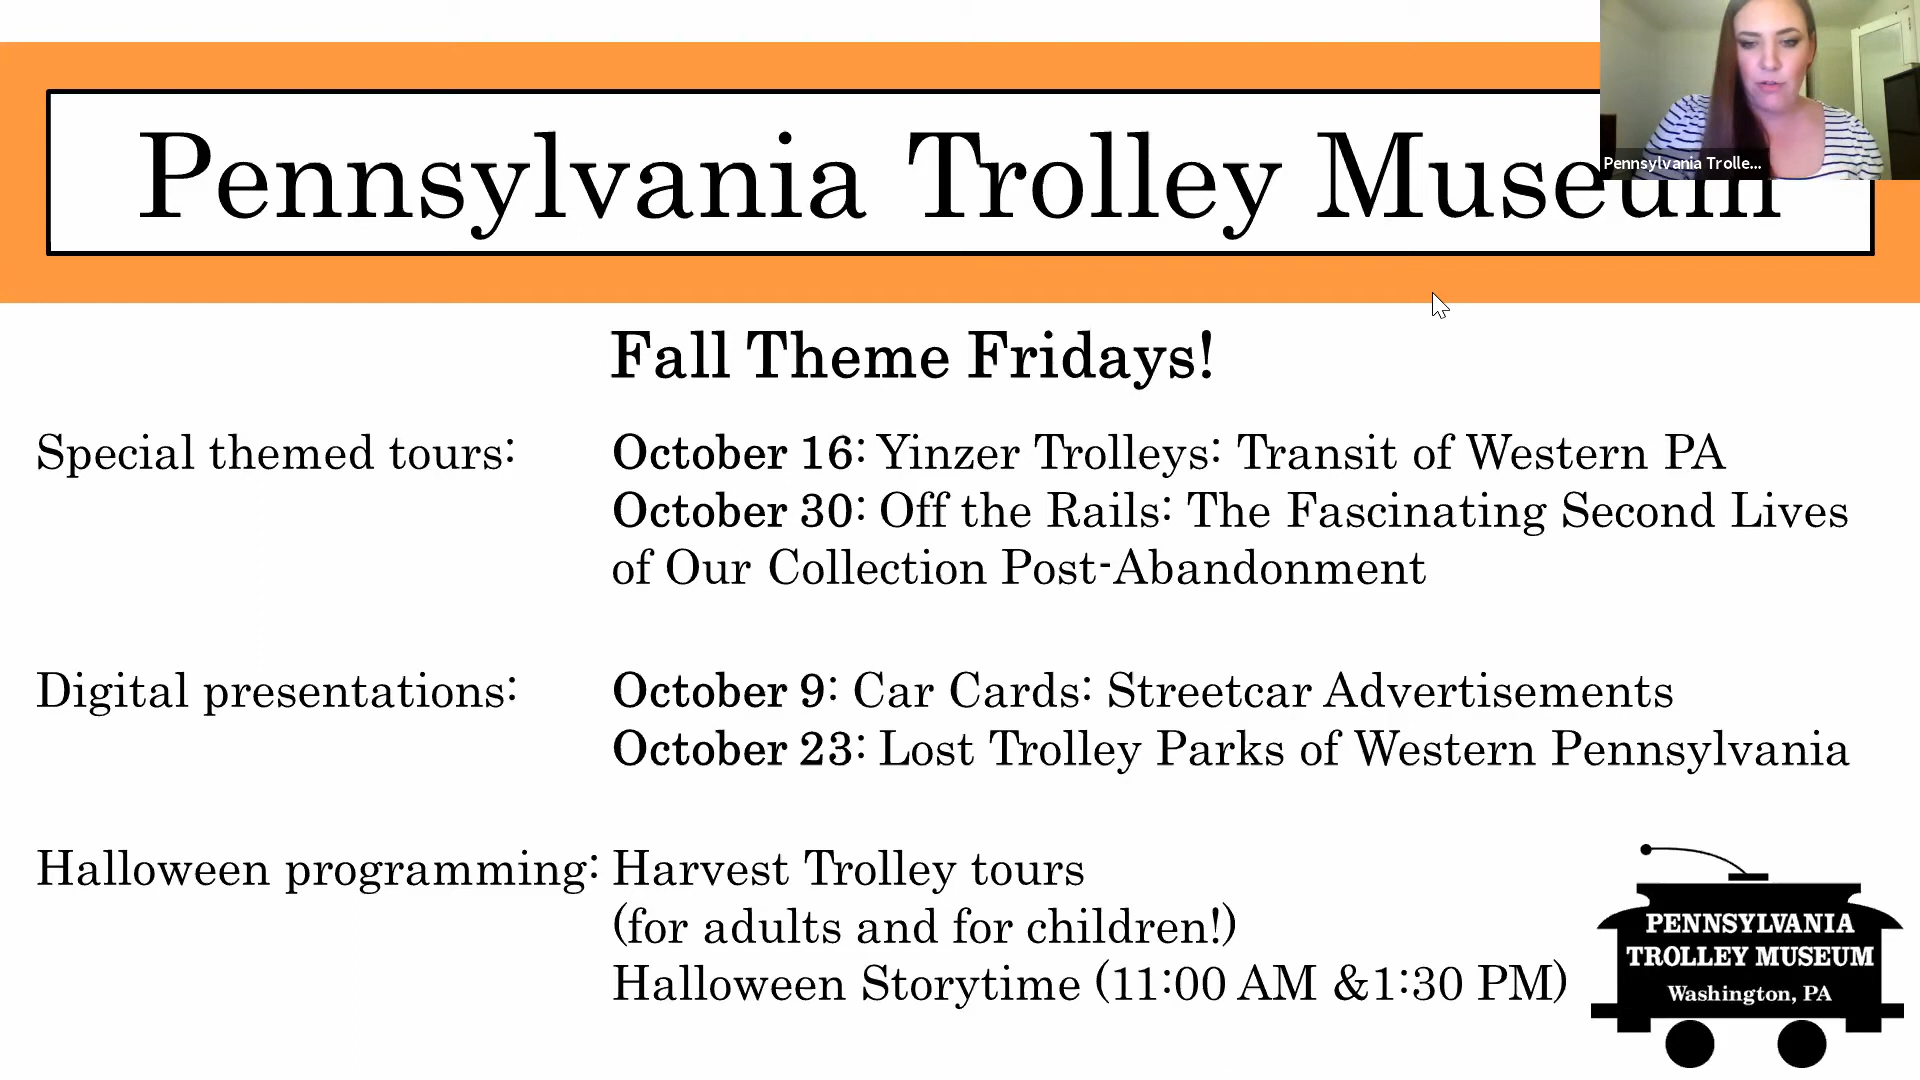 Pennsylvania Trolley Museum
Pennsylvania Trolle...
Fall Theme Fridays!
Special themed tours: October 16: Yinzer Trolleys: Transit of Western PA
October 30: Off the Rails: The Fascinating Second Lives
of Our Collection Post-Abandonment
Digital presentations: October 9: Car Cards: Streetcar Advertisements
October 23: Lost Trolley Parks of Western Pennsylvania
Halloween programming: Harvest Trolley tours
(for adults and for children!)
Halloween Storytime (11:00 AM &1:30 PM)
PENNSYLVANIA
TROLLEY MUSEUM
Washington, PA